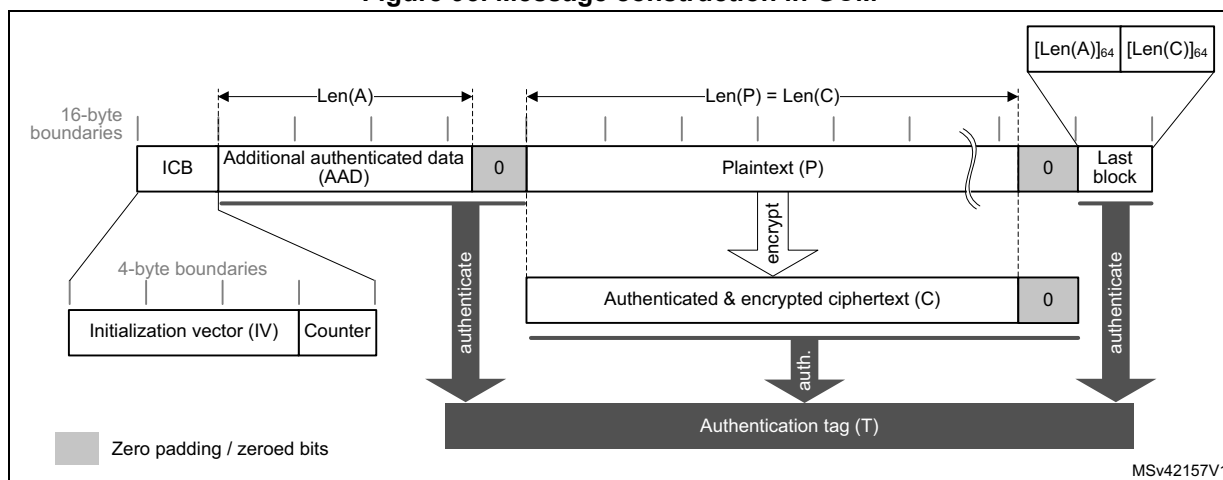 [Len(A)]64 [Len(C)]64
Len(A) Len(P) = Len(C)
16-byte
boundaries
ICB
Additional authenticated data
(AAD)
0
Plaintext (P)
0
Last
block
encrypt
4-byte boundaries
Initialization vector (IV) Counter
authenticate
Authenticated & encrypted ciphertext (C)
0
auth.
authenticate
Authentication tag (T)
Zero padding / zeroed bits
MSv42157V1